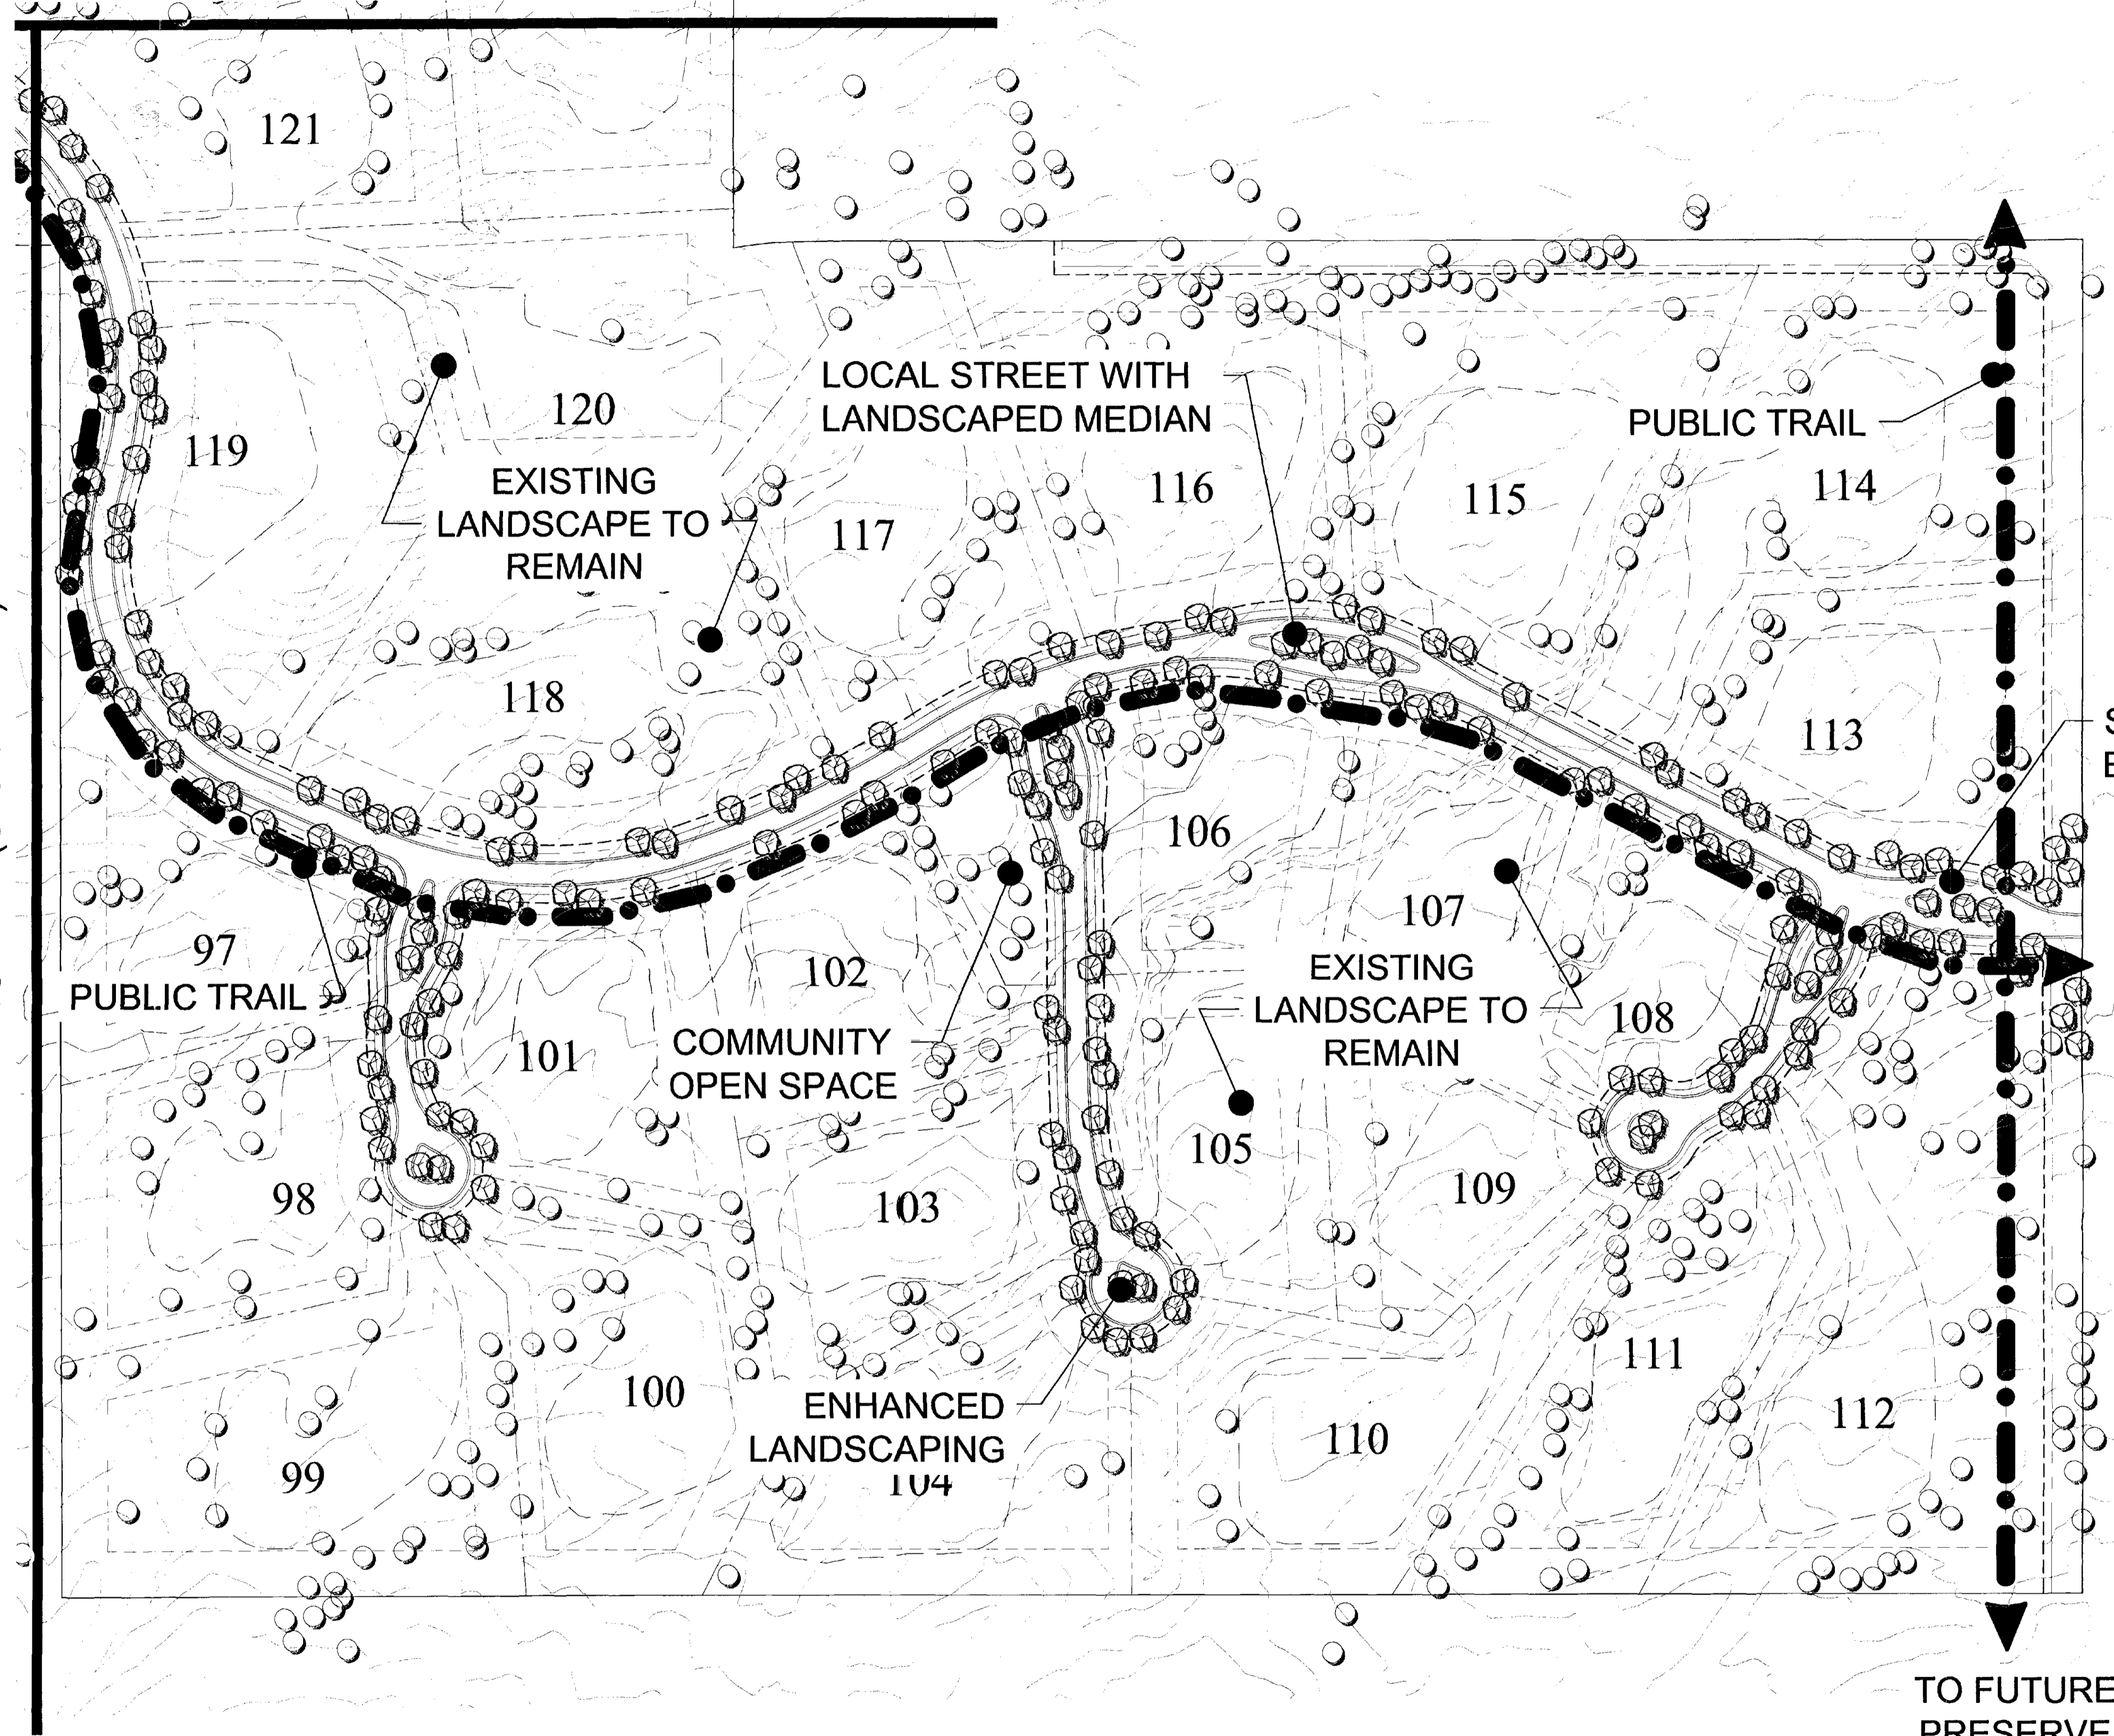 121
LOCAL STREET WITH
LANDSCAPED MEDIAN
PUBLIC TRAIL
120
119
EXISTING
LANDSCAPE TO
REMAIN
116
115
114
117
118
113
106
107
97
PUBLIC TRAIL
102
COMMUNITY
OPEN SPACE
EXISTING
LANDSCAPE TO
REMAIN
108
101
105
98
103
109
100
111
ENHANCED
LANDSCAPING
112
110
99
104
TO FUTURE
PRESERVE